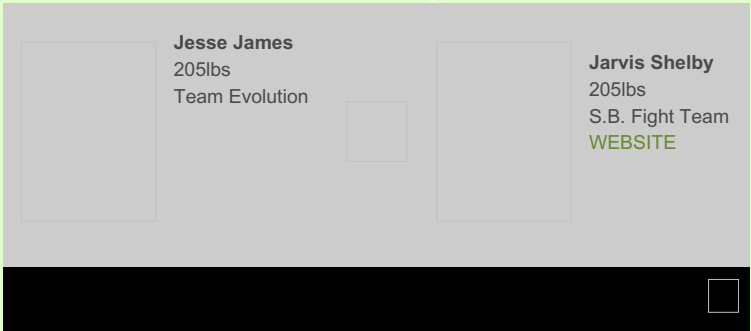 Jesse James
205lbs
Team Evolution
Jarvis Shelby
205lbs
S.B. Fight Team
WEBSITE